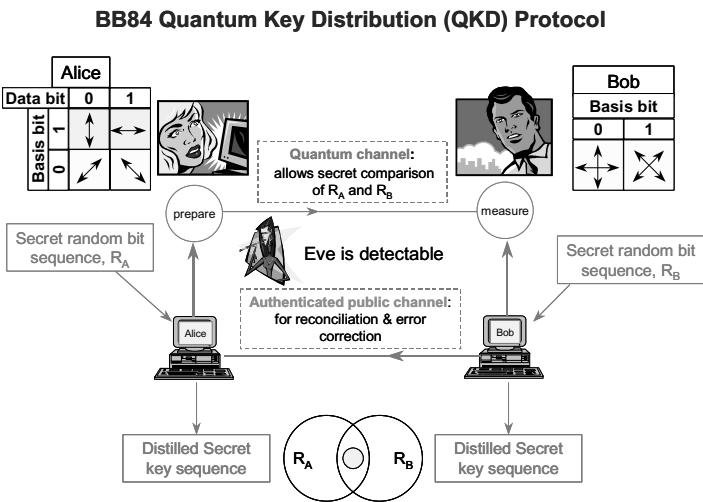 BB84 Quantum Key Distribution (QKD) Protocol
Alice
Data bit 0 1
Basis bit
1
0
Bob
Basis bit
0 1
Quantum channel:
allows secret comparison
of RA and RB
prepare
measure
Secret random bit
sequence, RA
Eve is detectable
Secret random bit
sequence, RB
Authenticated public channel:
for reconciliation & error
correction
Alice
Bob
Distilled Secret
key sequence
RA
RB
Distilled Secret
key sequence